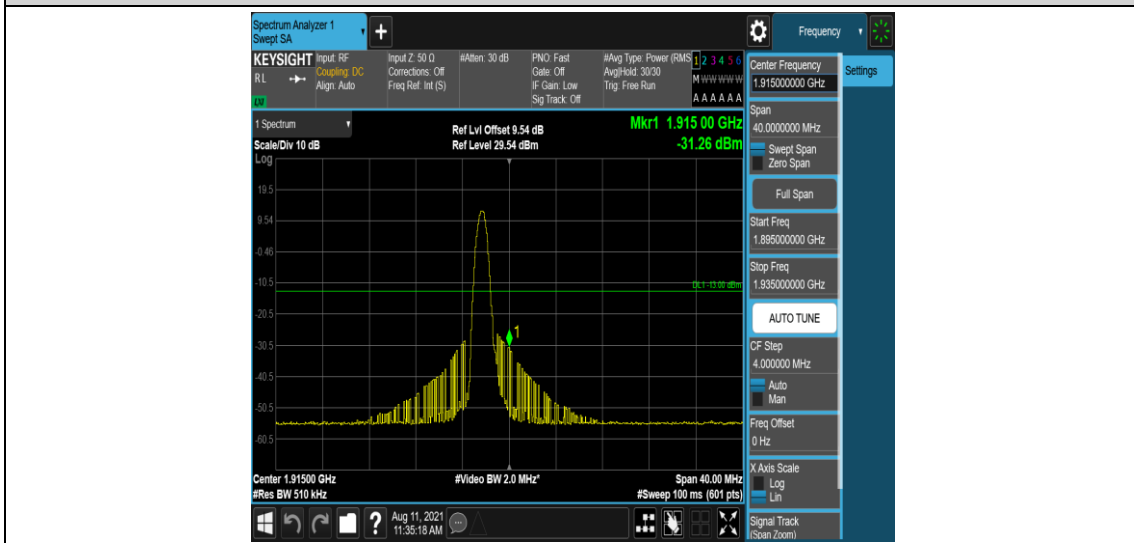 Spectrum Analyzer 1
Swept SA
Frequency
KEYSIGHT
RL
Input: RF
Coupling: DC
Align: Auto
Input Z: 50 Ω
Corrections: Off
Freq Ref: Int (S)
#Atten: 30 dB
PNO: Fast
Gate: Off
IF Gain: Low
Sig Track: Off
#Avg Type: Power (RMS
Avg|Hold: 30/30
Trig: Free Run
1 2 3 4 5 6
M W W W W W
A A A A A A
1 Spectrum
Scale/Div 10 dB
Ref Lvl Offset 9.54 dB
Ref Level 29.54 dBm
Mkr1 1.915 00 GHz
-31.26 dBm
Log
19.5
9.54
-0.46
-10.5
-20.5
-30.5
-40.5
-50.5
-60.5
DL1 -13.00 dBm
1
Center 1.91500 GHz
#Res BW 510 kHz
#Video BW 2.0 MHz*
Span 40.00 MHz
#Sweep 100 ms (601 pts)
Center Frequency
1.915000000 GHz
Settings
Span
40.0000000 MHz
Swept Span
Zero Span
Full Span
Start Freq
1.895000000 GHz
Stop Freq
1.935000000 GHz
AUTO TUNE
CF Step
4.000000 MHz
Auto
Man
Freq Offset
0 Hz
X Axis Scale
Log
Lin
Signal Track
(Span Zoom)
?
Aug 11, 2021
11:35:18 AM